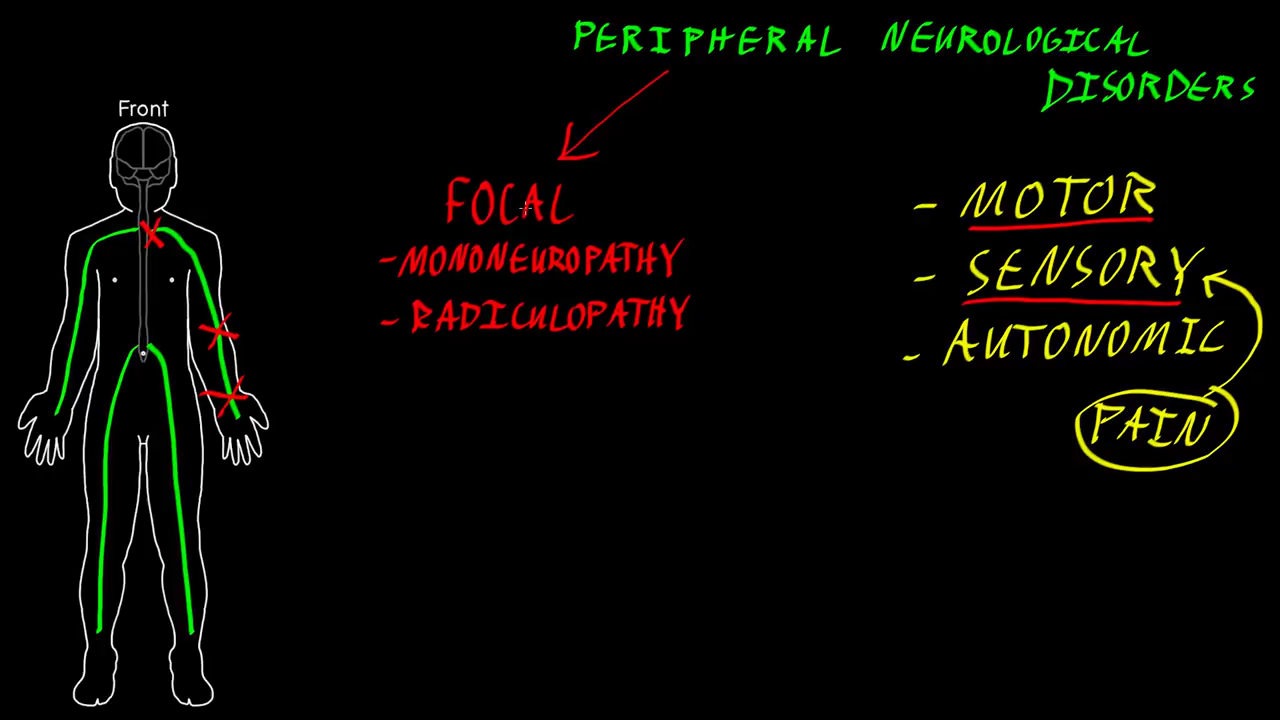 PERIPHERAL NEUROLOGICAL
DISORDERS
Front
FOCAL
- MONONEUROPATHY
- RADICULOPATHY
- MOTOR
- SENSORY
- AUTONOMIC
PAIN